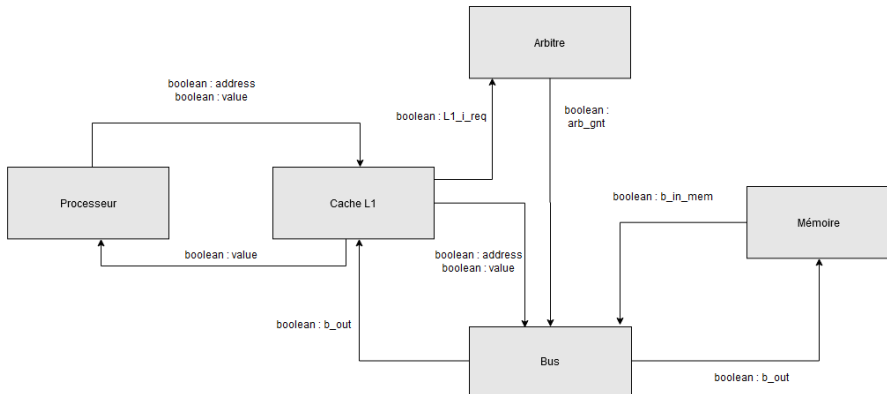 Arbitre
boolean : address
boolean : value
boolean : L1_i_req
boolean :
arb_gnt
Processeur
Cache L1
boolean : b_in_mem
Mémoire
boolean : value
boolean : address
boolean : value
boolean : b_out
Bus
boolean : b_out